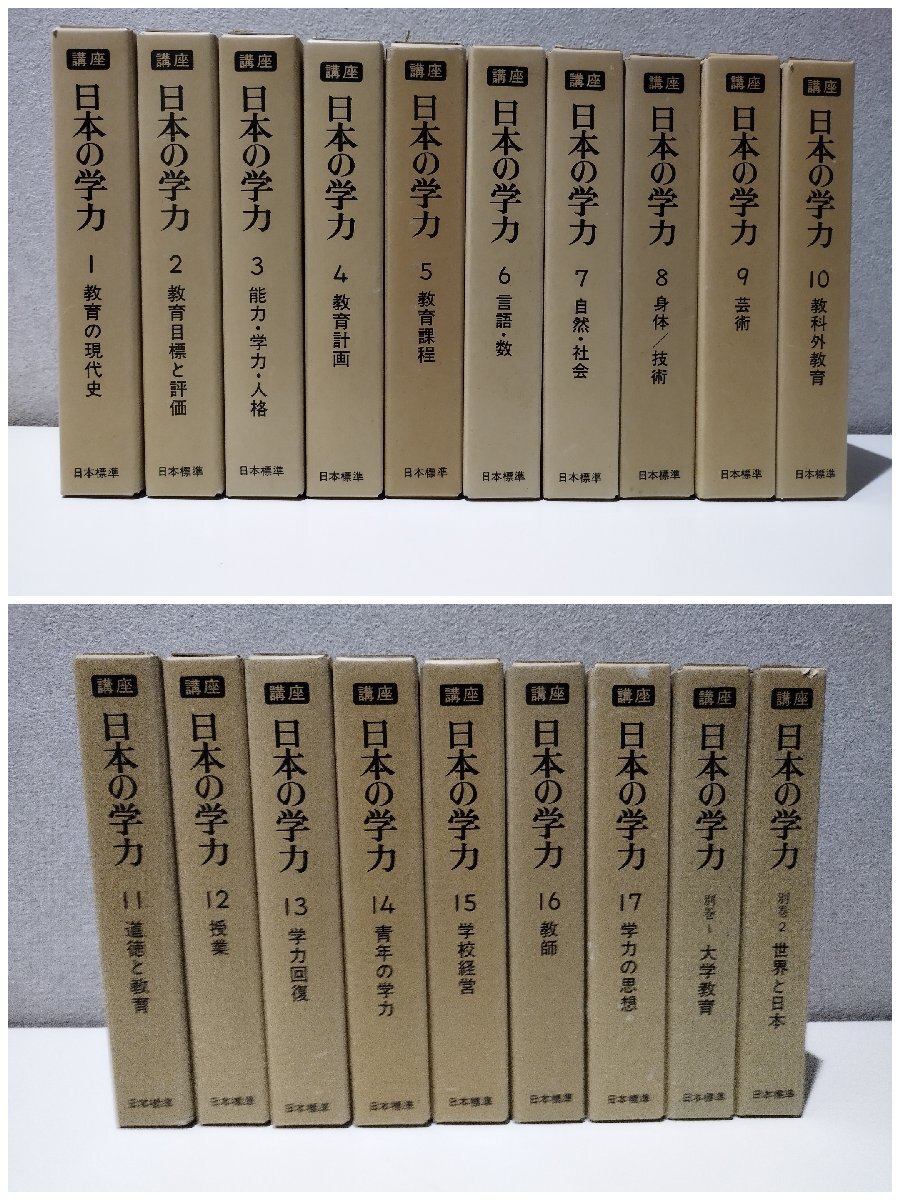 講座
日本の学力
1
教育の現代史
日本標準
講座
日本の学力
2
教育目標と評価
日本標準
講座
日本の学力
3
能力・学力・人格
日本標準
講座
日本の学力
4
教育計画
日本標準
講座
日本の学力
5
教育課程
日本標準
講座
日本の学力
6
言語・数
日本標準
講座
日本の学力
7
自然・社会
日本標準
講座
日本の学力
8
身体/技術
日本標準
講座
日本の学力
9
芸術
日本標準
講座
日本の学力
10
教科外教育
日本標準
講座
日本の学力
11
道徳と教育
日本標準
講座
日本の学力
12
授業
日本標準
講座
日本の学力
13
学力回復
日本標準
講座
日本の学力
14
青年の学力
日本標準
講座
日本の学力
15
学校経営
日本標準
講座
日本の学力
16
教師
日本標準
講座
日本の学力
17
学力の思想
日本標準
講座
日本の学力
別巻1
大学教育
日本標準
講座
日本の学力
別巻2
世界と日本
日本標準